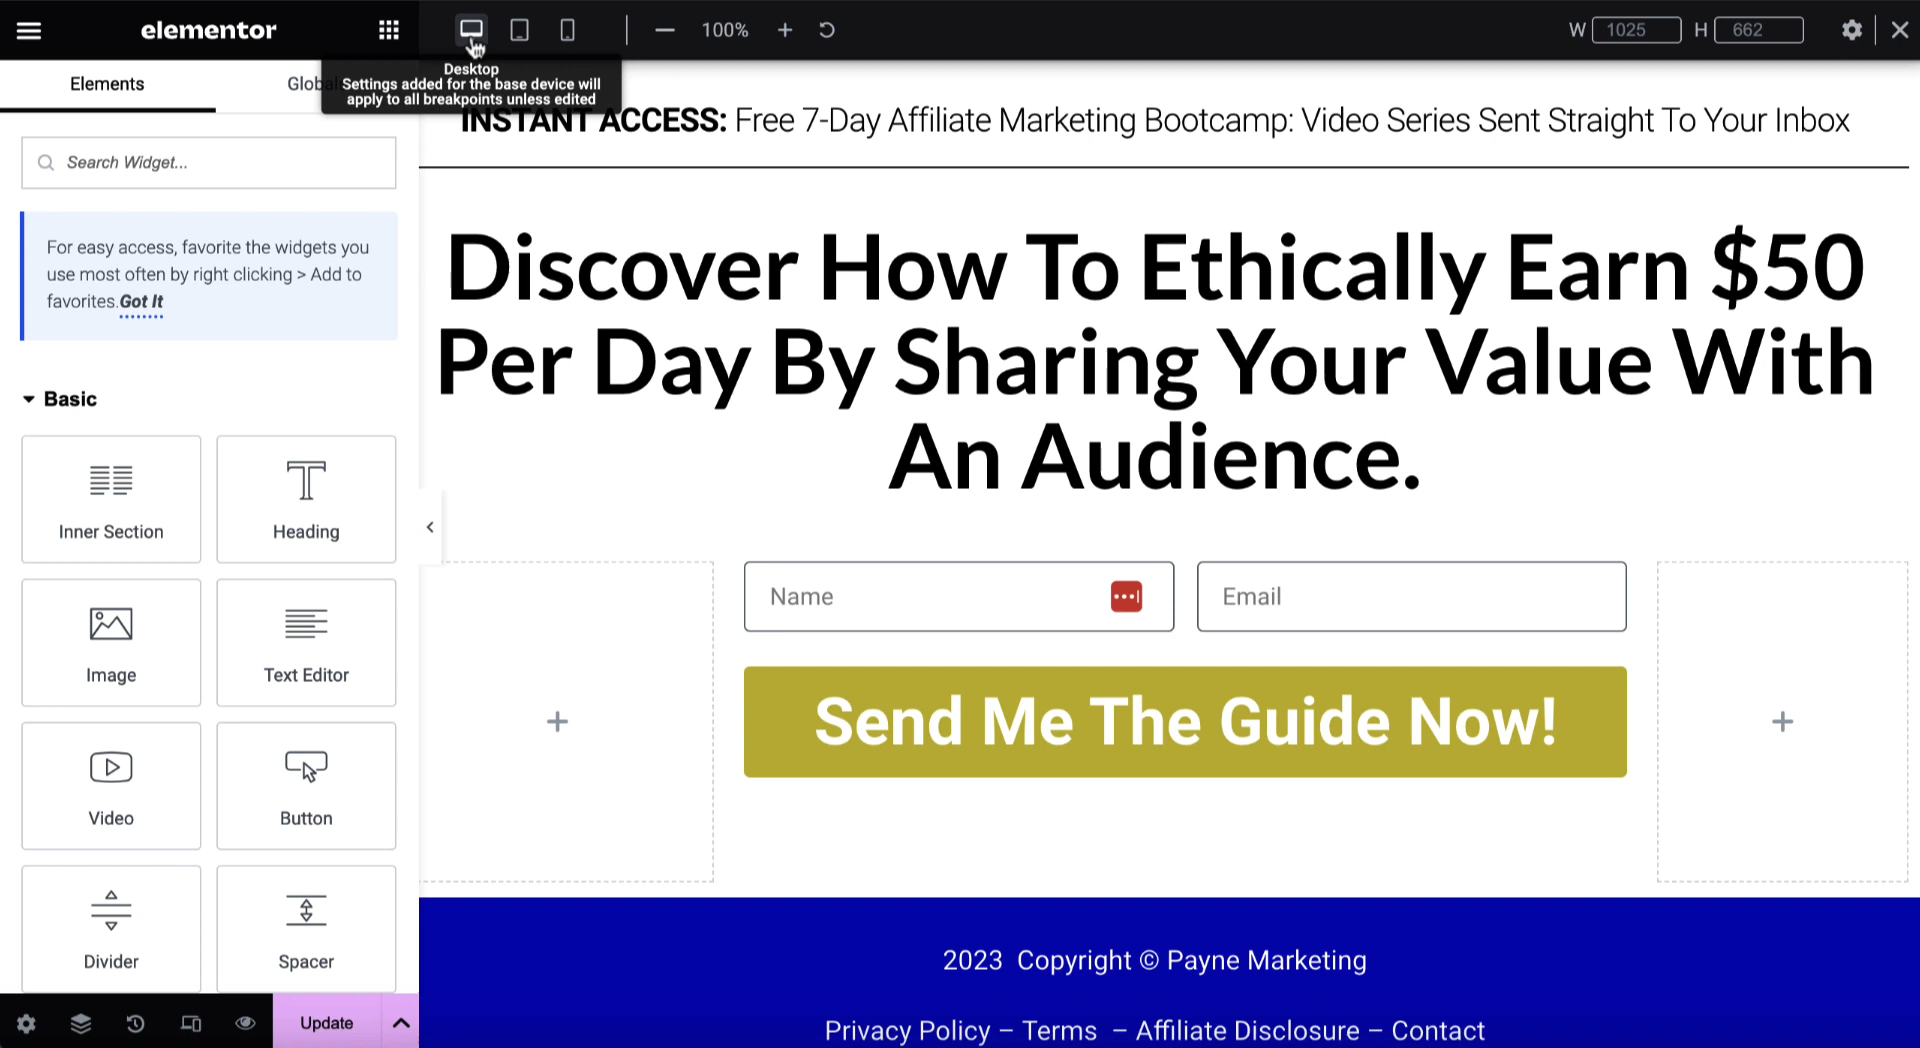 elementor
100%
W 1025 H 662
Desktop
Settings added for the base device will
apply to all breakpoints unless edited
Elements
Search Widget...
For easy access, favorite the widgets you
use most often by right clicking > Add to
favorites. Got It
Basic
Inner Section
Heading
Image
Text Editor
Video
Button
Divider
Spacer
Update
INSTANT ACCESS: Free 7-Day Affiliate Marketing Bootcamp: Video Series Sent Straight To Your Inbox
Discover How To Ethically Earn $50
Per Day By Sharing Your Value With
An Audience.
Name
Email
Send Me The Guide Now!
2023 Copyright © Payne Marketing
Privacy Policy – Terms – Affiliate Disclosure – Contact